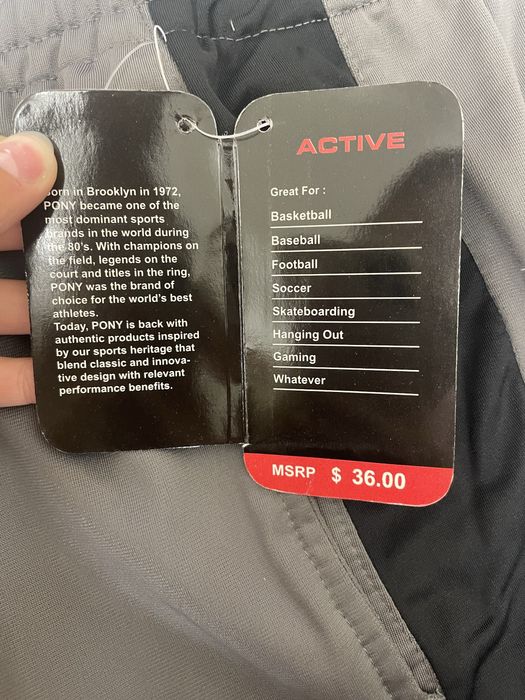 orn in Brooklyn in 1972,
PONY became one of the
most dominant sports
brands in the world during
the 80's. With champions on
the field, legends on the
court and titles in the ring,
PONY was the brand of
choice for the world's best
athletes.
Today, PONY is back with
authentic products inspired
by our sports heritage that
blend classic and innova-
tive design with relevant
performance benefits.
ACTIVE
Great For :
Basketball
Baseball
Football
Soccer
Skateboarding
Hanging Out
Gaming
Whatever
MSRP $ 36.00